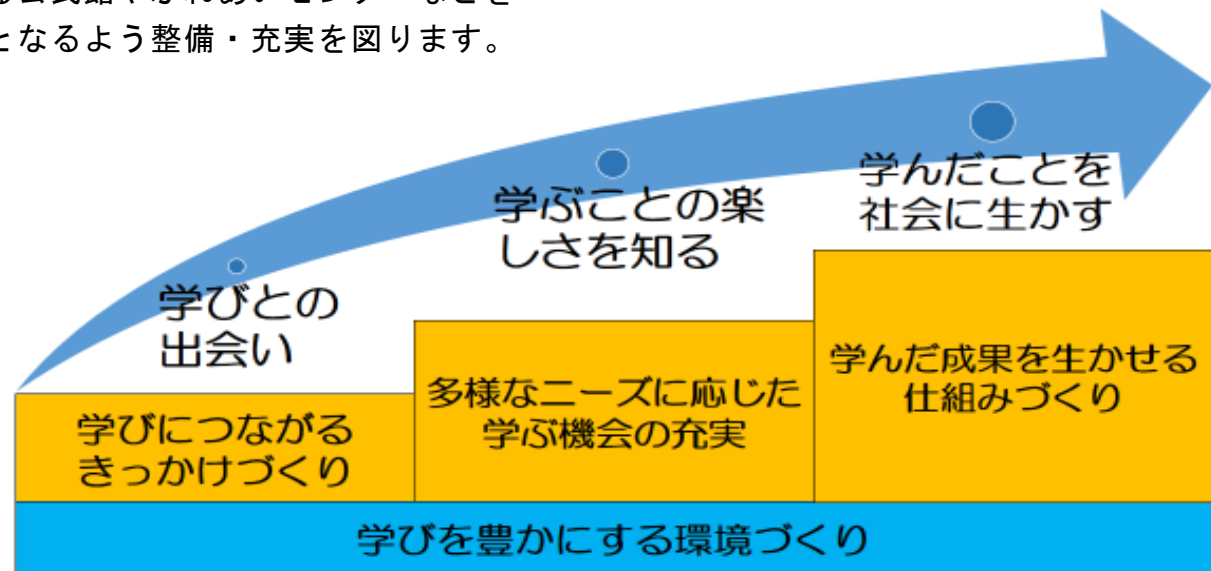 となるよう整備・充実を図ります。
学んだことを
社会に生かす
学ぶことの楽
しさを知る
学びとの
出会い
学んだ成果を生かせる
仕組みづくり
多様なニーズに応じた
学ぶ機会の充実
学びにつながる
きっかけづくり
学びを豊かにする環境づくり